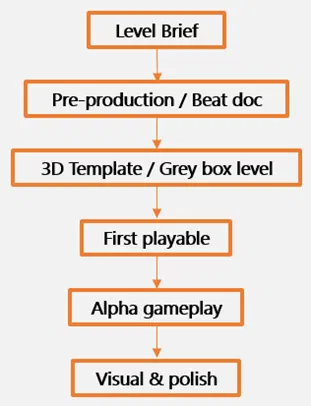 Level Brief
Pre-production / Beat doc
3D Template / Grey box level
First playable
Alpha gameplay
Visual & polish